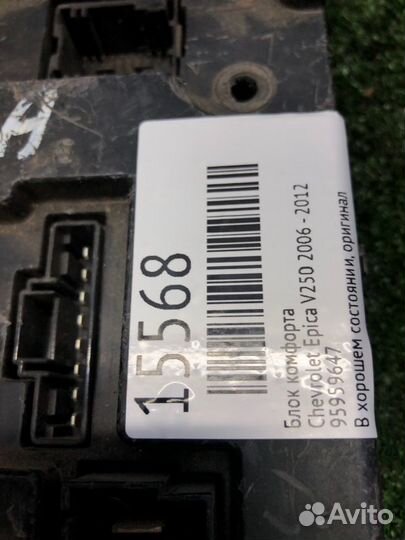 15568
Блок комфорта
Chevrolet Epica V250 2006 - 2012
95959647
В хорошем состоянии, оригинал
Avito